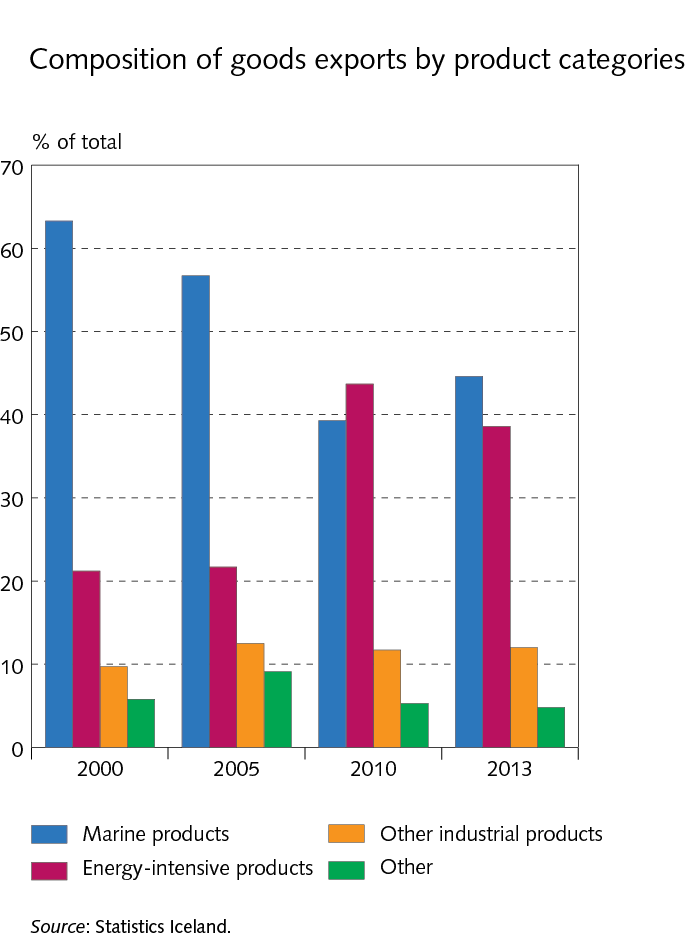 Composition of goods exports by product categories
% of total
70
60
50
40
30
20
10
0
2000 2005 2010 2013
Marine products Other industrial products
Energy-intensive products Other
Source: Statistics Iceland.